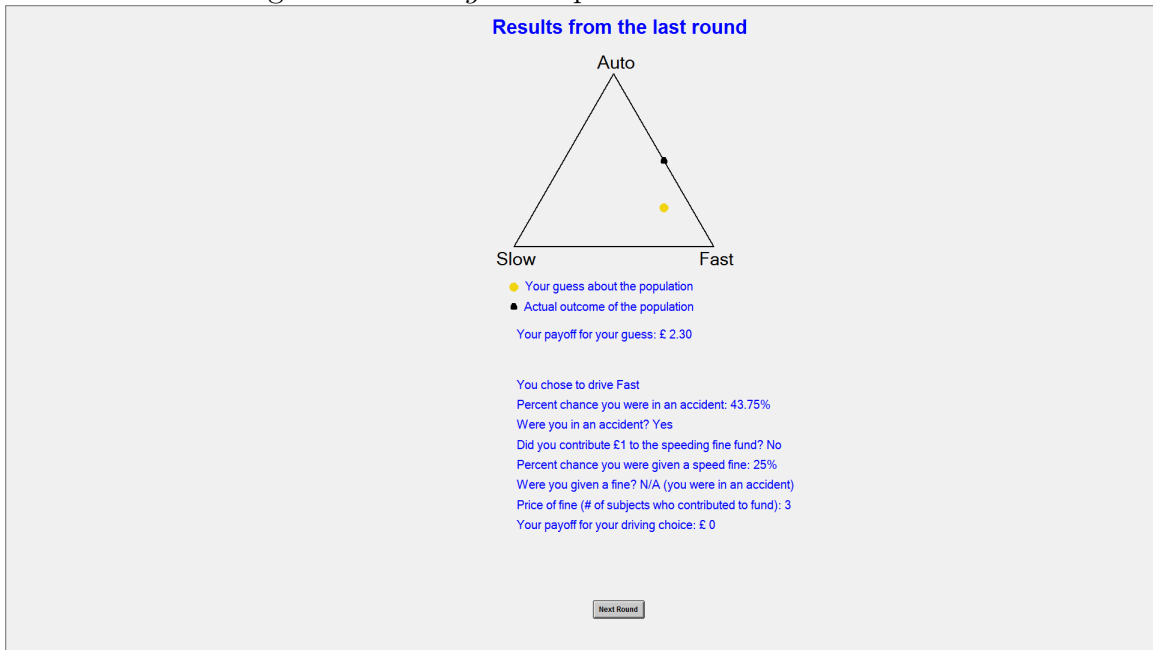 Results from the last round
Auto
Slow
Fast
Your guess about the population
Actual outcome of the population
Your payoff for your guess: £ 2.30
You chose to drive Fast
Percent chance you were in an accident: 43.75%
Were you in an accident? Yes
Did you contribute £1 to the speeding fine fund? No
Percent chance you were given a speed fine: 25%
Were you given a fine? N/A (you were in an accident)
Price of fine (# of subjects who contributed to fund): 3
Your payoff for your driving choice: £ 0
Next Round